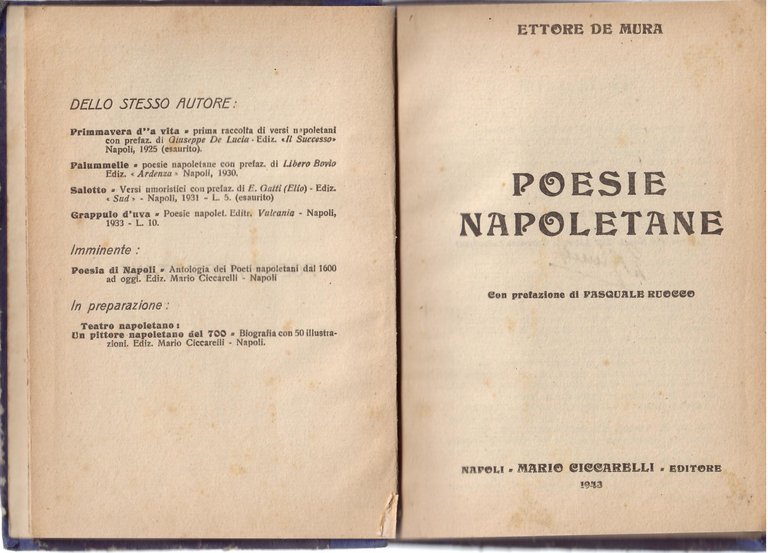 DELLO STESSO AUTORE:
Primmavera d''a vita - prima raccolta di versi napoletani
con prefaz. di Giuseppe De Lucia - Ediz. «Il Successo»
Napoli, 1925 (esaurito).
Palummelle - poesie napoletane con prefaz. di Libero Bovio
Ediz. « Ardenza » Napoli, 1930.
Salotto - Versi umoristici con prefaz. di E. Gatti (Elio) - Ediz.
« Sud » - Napoli, 1931 - L. 5. (esaurito)
Grappulo d'uva - Poesie napolet. Editr. Vulcania - Napoli,
1933 - L. 10.
Imminente :
Poesia di Napoli - Antologia dei Poeti napoletani dal 1600
ad oggi. Ediz. Mario Ciccarelli - Napoli
In preparazione :
Teatro napoletano:
Un pittore napoletano del 700 - Biografia con 50 illustra-
zioni. Ediz. Mario Ciccarelli - Napoli.
ETTORE DE MURA
POESIE
NAPOLETANE
Con prefazione di PASQUALE RUOCCO
NAPOLI - MARIO CICCARELLI - EDITORE
1943